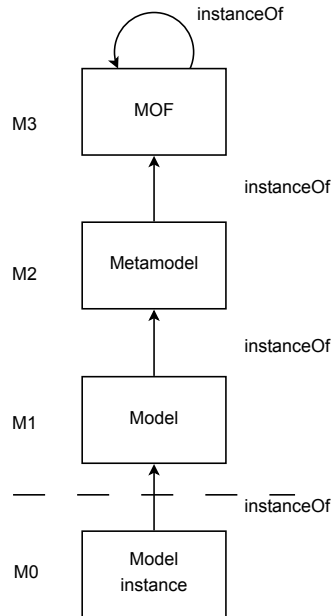 instanceOf
MOF
M3
instanceOf
Metamodel
M2
instanceOf
Model
M1
instanceOf
Model
instance
M0